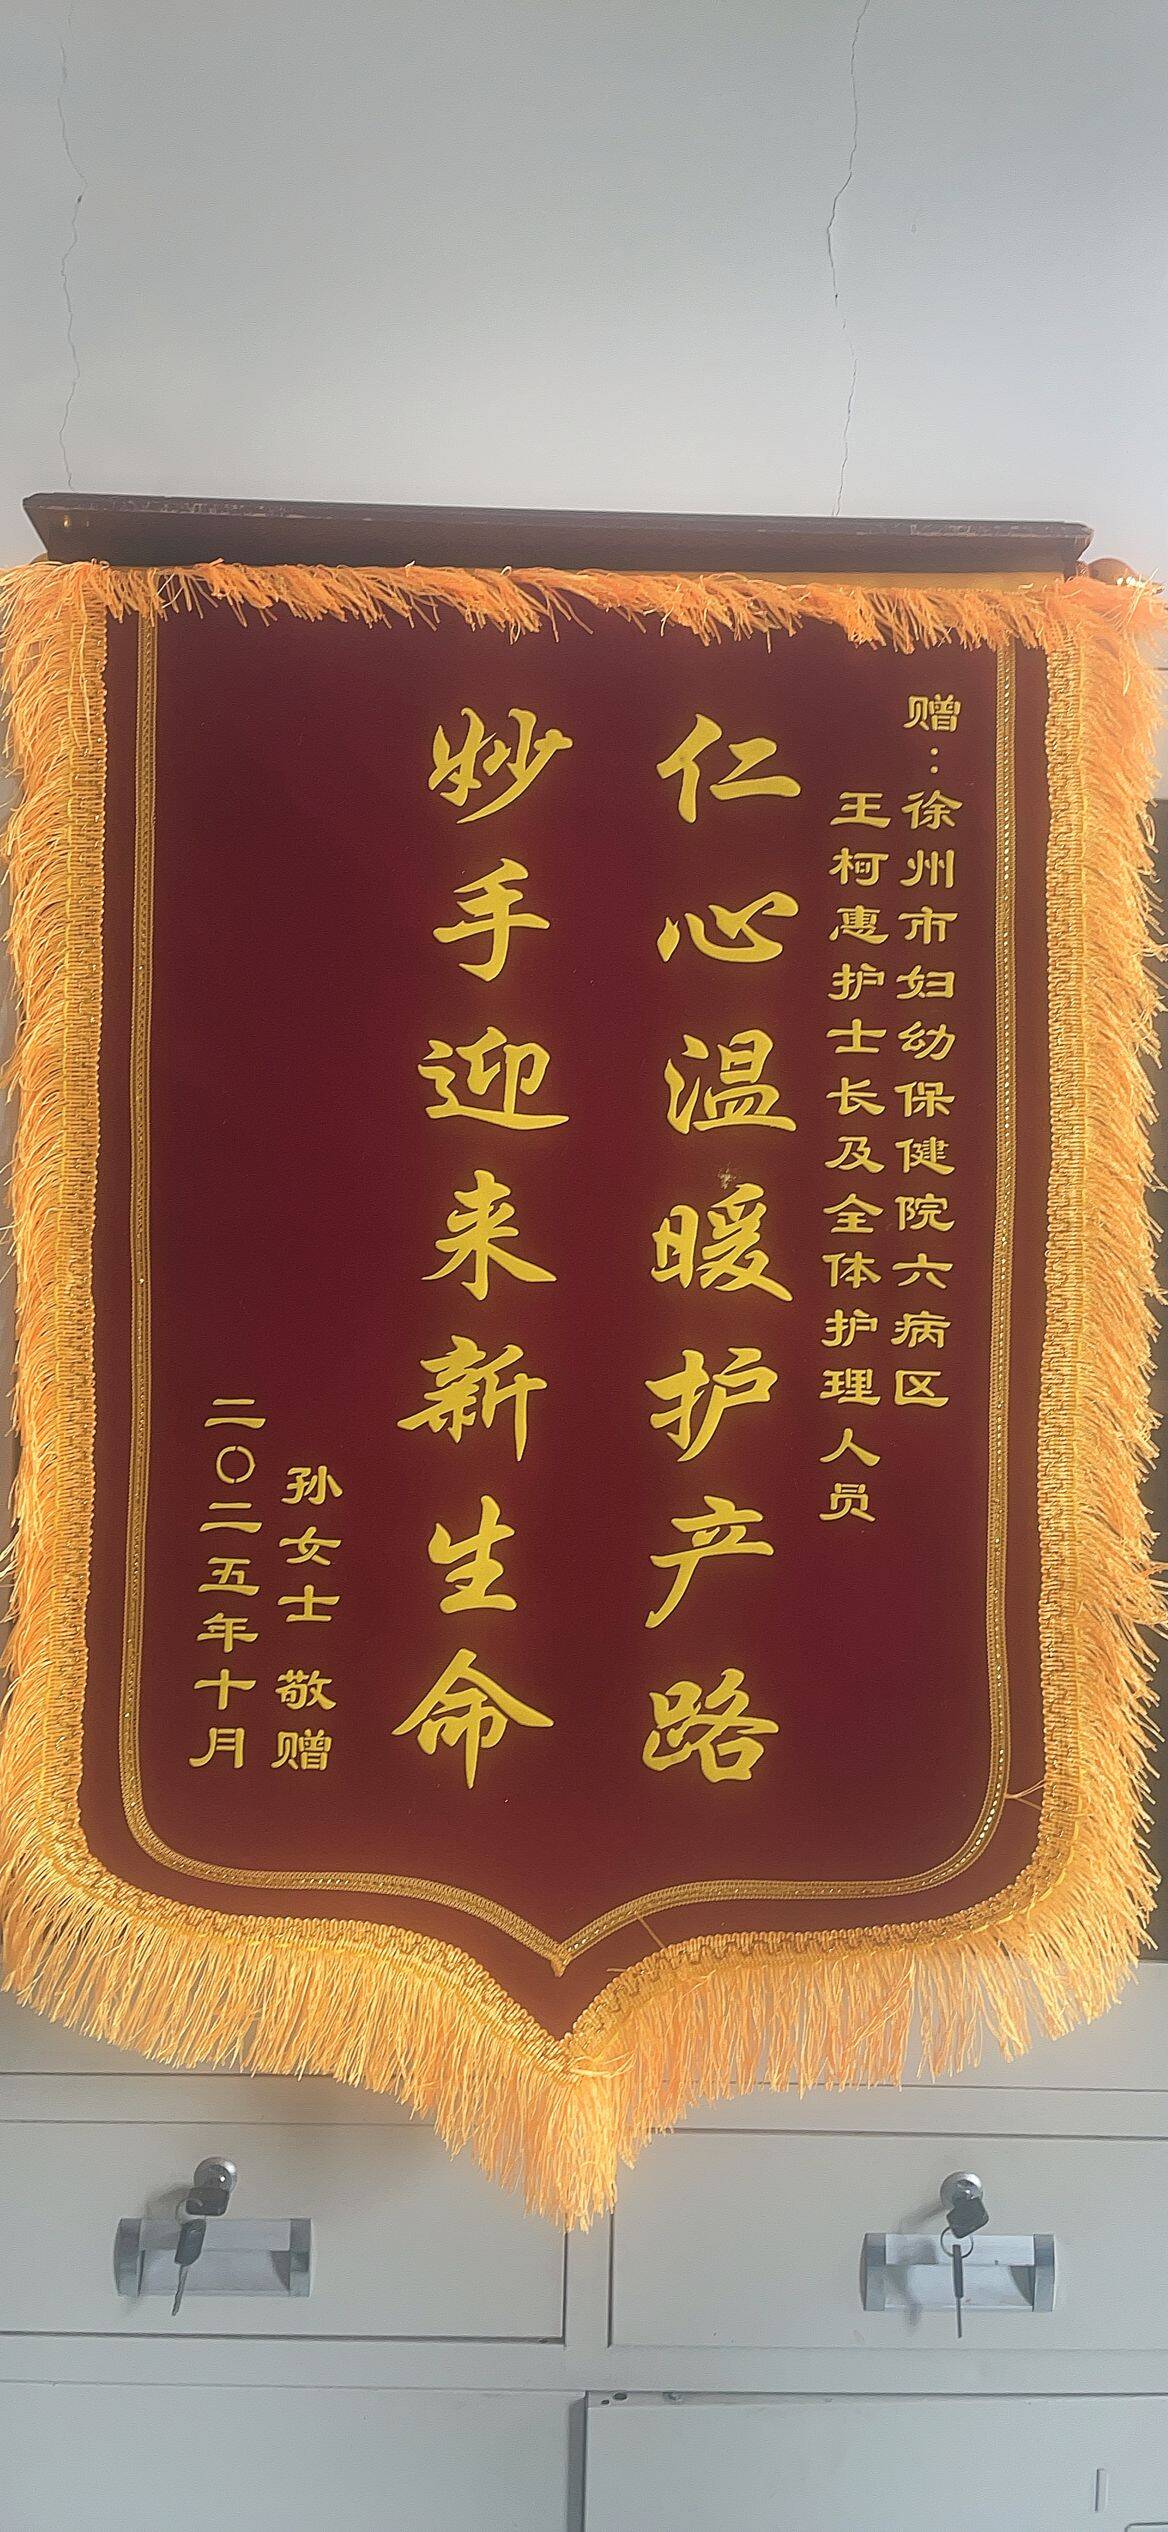 赠：徐州市妇幼保健院六病区
王柯惠护士长及全体护理人员
仁心温暖护产路
妙手迎来新生命
孙女士 敬赠
二〇二五年十月